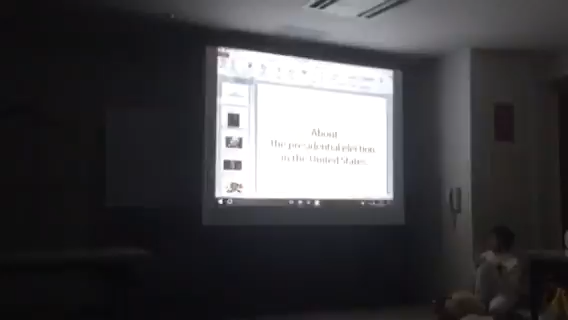 About
the presidential election
in the United States